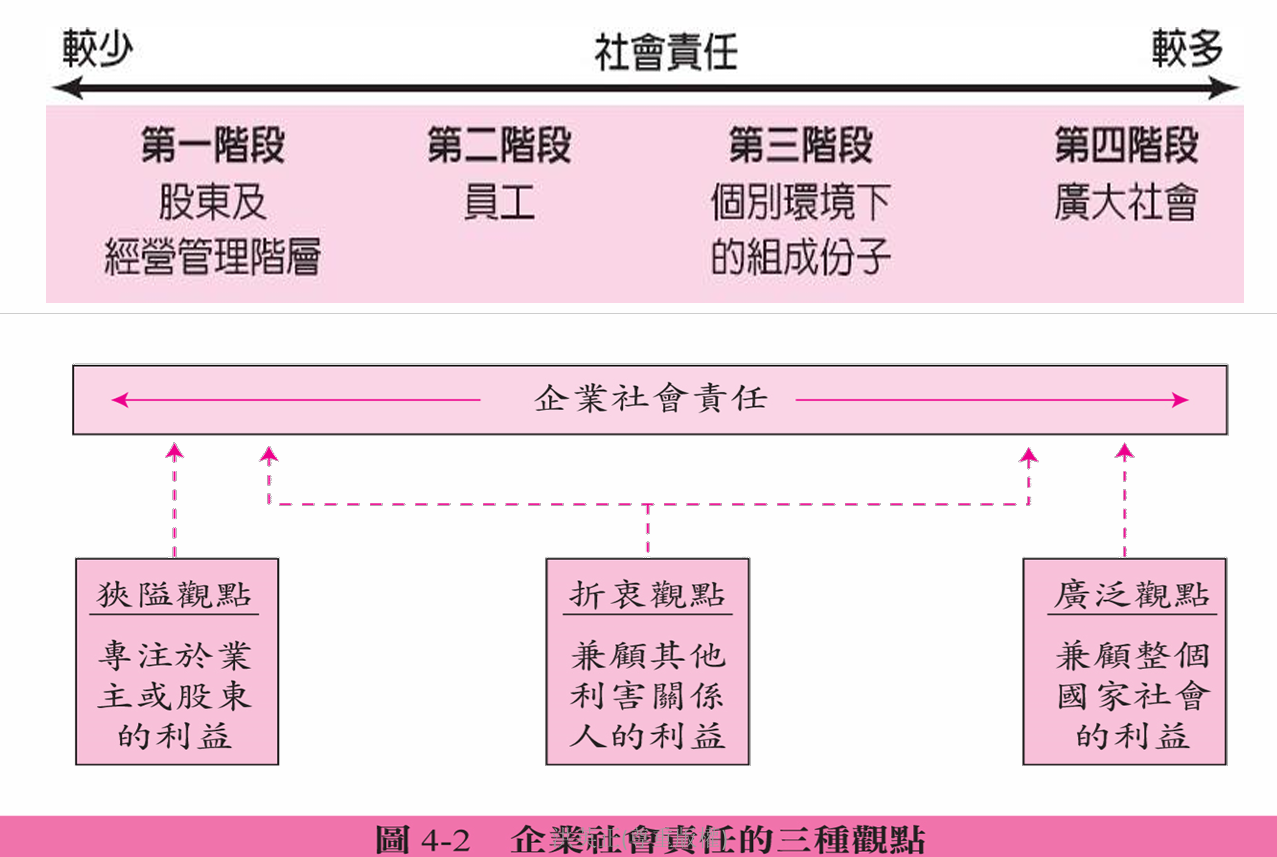 較少 社會責任 較多
第一階段 第二階段 第三階段 第四階段
股東及 員工 個別環境下 廣大社會
經營管理階層 的組成份子
企業社會責任
狹隘觀點
專注於業
主或股東
的利益
折衷觀點
兼顧其他
利害關係
人的利益
廣泛觀點
兼顧整個
國家社會
的利益
圖 4-2 企業社會責任的三種觀點